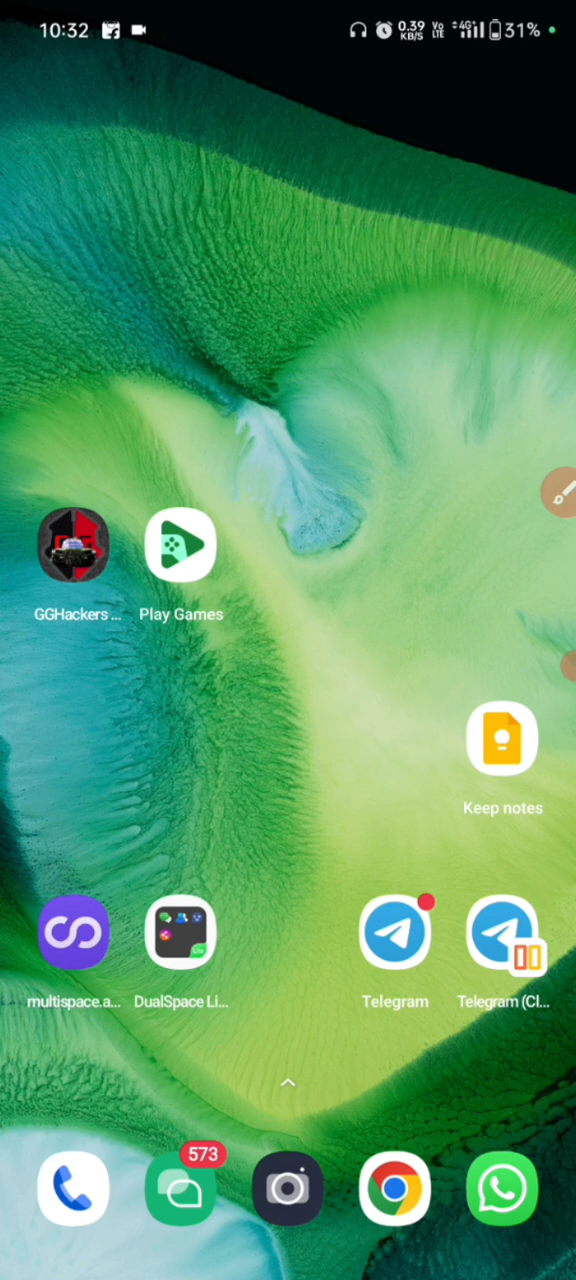 10:32
0.39
KB/S
Vo
LTE
4G+
31%
GGHackers ...
Play Games
Keep notes
multispace.a...
DualSpace Li...
Telegram
Telegram (Cl...
573